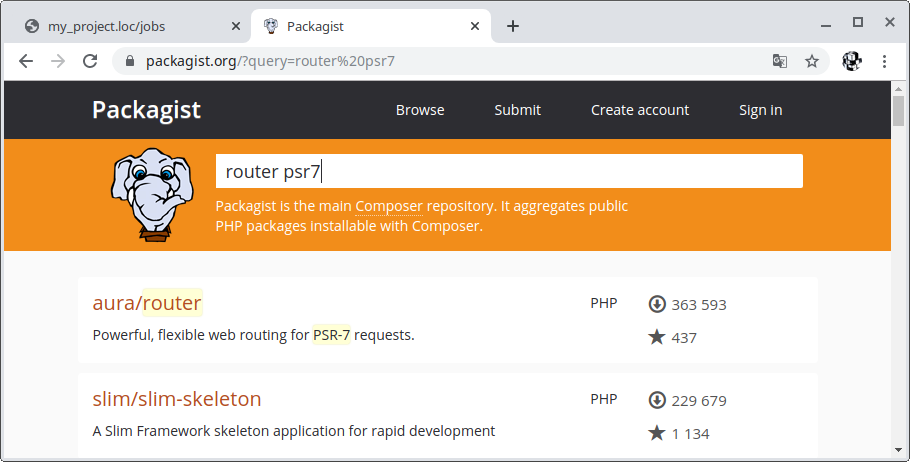 my_project.loc/jobs
Packagist
packagist.org/?query=router%20psr7
Packagist
Browse
Submit
Create account
Sign in
router psr7
Packagist is the main Composer repository. It aggregates public
PHP packages installable with Composer.
aura/router
PHP
363 593
Powerful, flexible web routing for PSR-7 requests.
437
slim/slim-skeleton
PHP
229 679
A Slim Framework skeleton application for rapid development
1 134